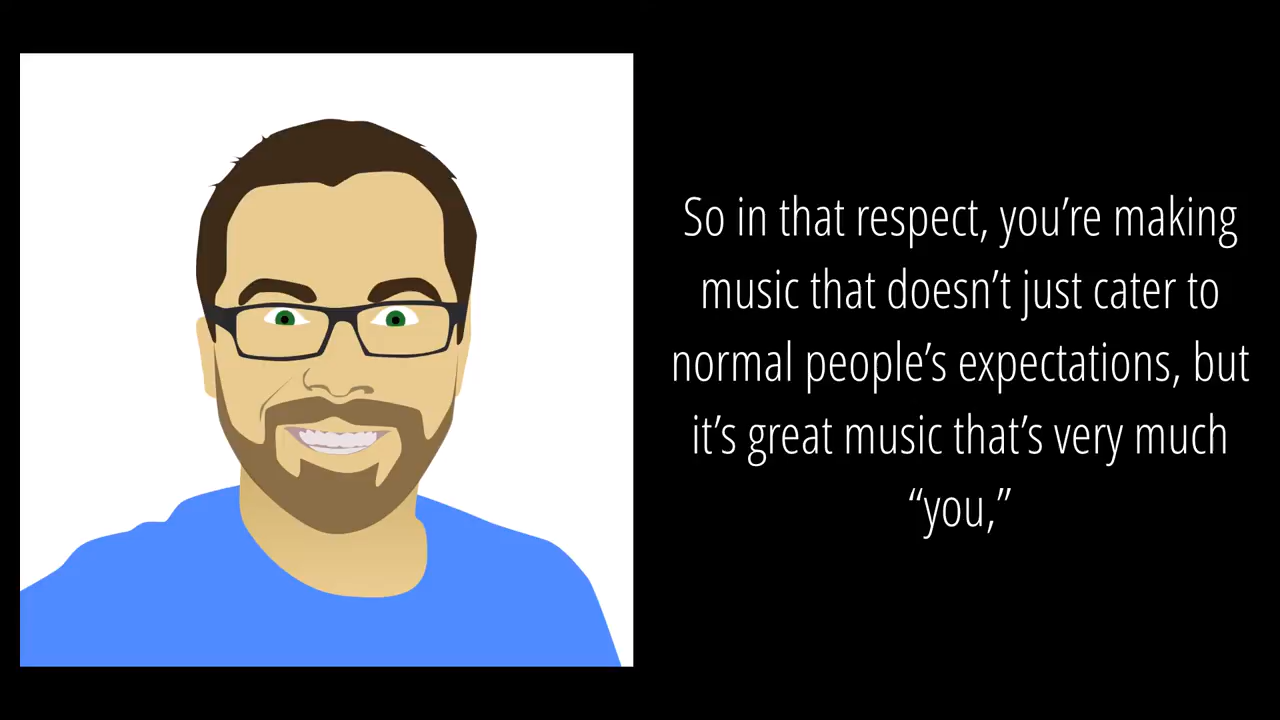 So in that respect, you’re making
music that doesn’t just cater to
normal people’s expectations, but
it’s great music that’s very much
“you,”